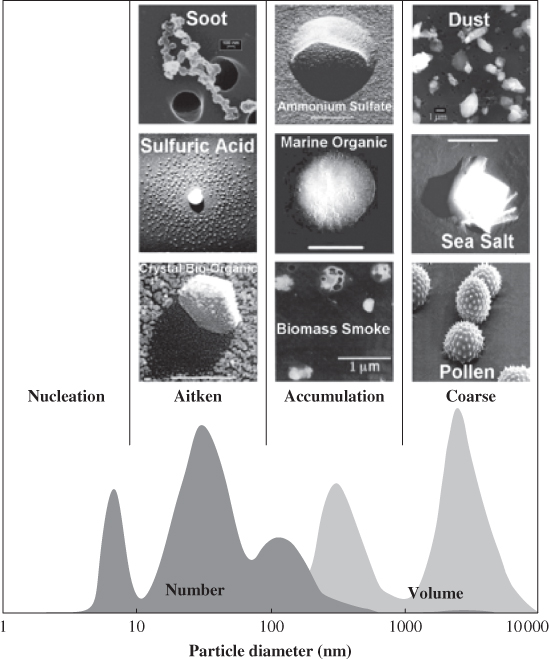 Soot
Ammonium Sulfate
Dust
1 μm
Sulfuric Acid
Marine Organic
Sea Salt
Crystal Bio-Organic
Biomass Smoke
1 μm
Pollen
Nucleation
Aitken
Accumulation
Coarse
Number
Volume
1
10
100
1000
10000
Particle diameter (nm)